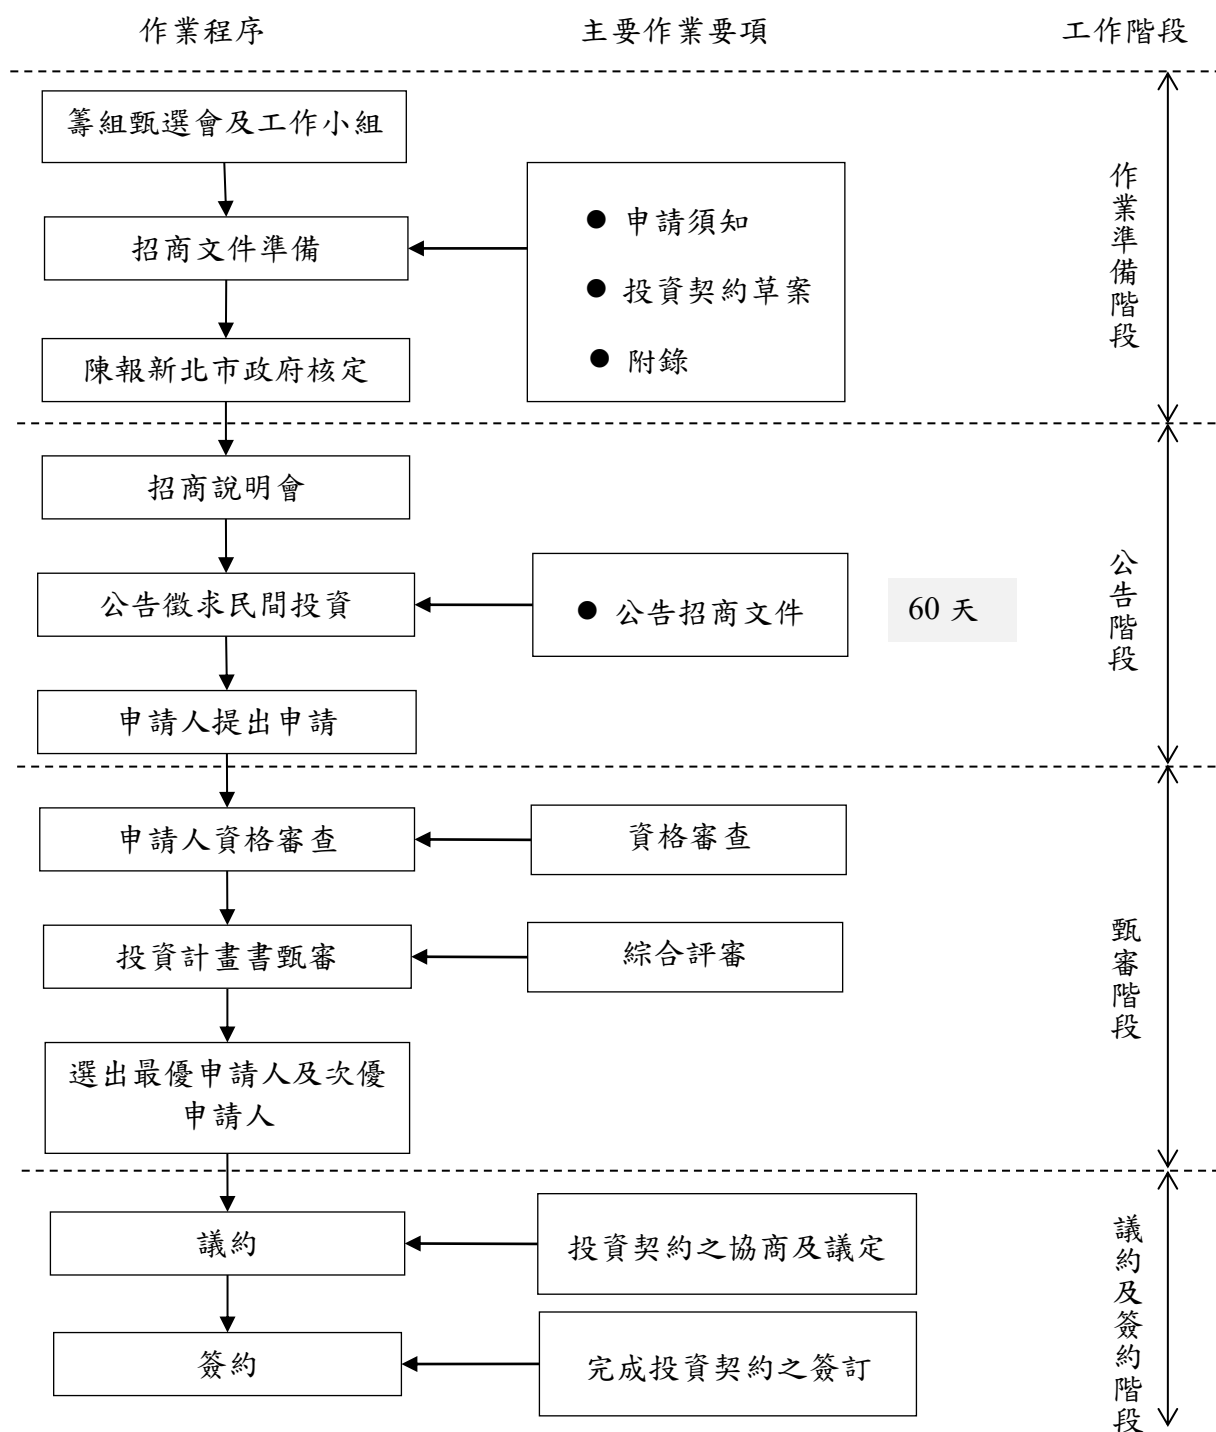 作業程序
主要作業要項
工作階段
籌組甄選會及工作小組
招商文件準備
● 申請須知
● 投資契約草案
● 附錄
陳報新北市政府核定
作業準備階段
招商說明會
公告徵求民間投資
● 公告招商文件
60 天
申請人提出申請
公告階段
申請人資格審查
資格審查
投資計畫書甄審
綜合評審
選出最優申請人及次優
申請人
甄審階段
議約
投資契約之協商及議定
簽約
完成投資契約之簽訂
議約及簽約階段